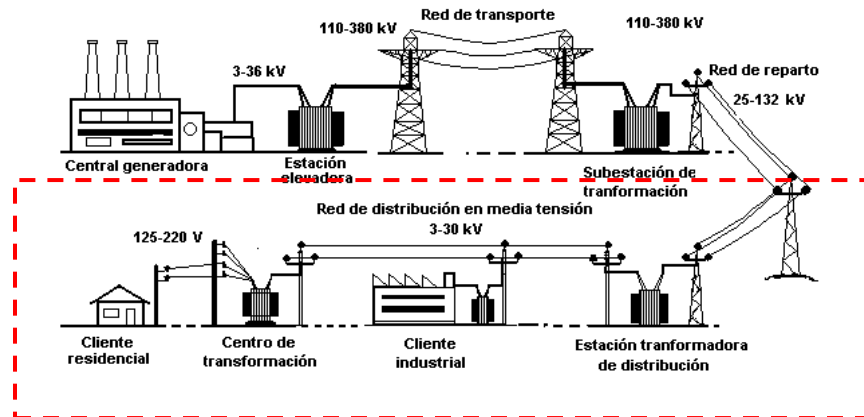 Red de transporte
110-380 kV
110-380 kV
3-36 kV
Red de reparto
25-132 kV
Central generadora
Estación
elevadora
Subestación de
tranformación
Red de distribución en media tensión
3-30 kV
125-220 V
Cliente
residencial
Centro de
transformación
Cliente
industrial
Estación tranformadora
de distribución